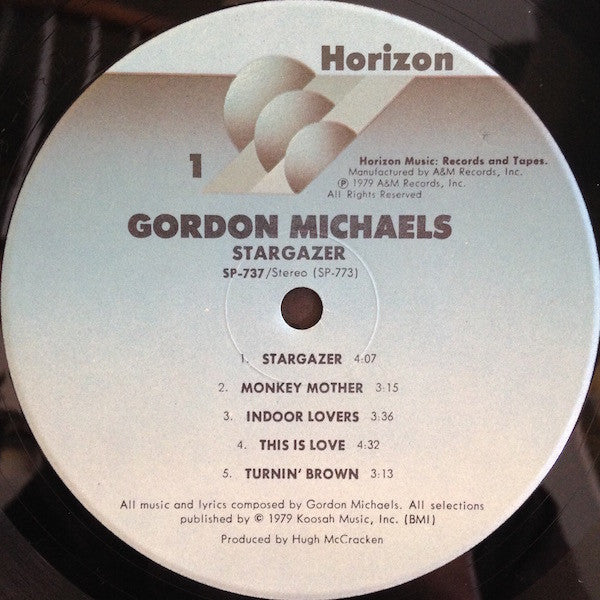 Horizon
1
Horizon Music: Records and Tapes.
Manufactured by A&M Records, Inc.
Ⓟ 1979 A&M Records, Inc.
All Rights Reserved
GORDON MICHAELS
STARGAZER
SP-737/Stereo (SP-773)
1. STARGAZER 4:07
2. MONKEY MOTHER 3:15
3. INDOOR LOVERS 3:36
4. THIS IS LOVE 4:32
5. TURNIN' BROWN 3:13
All music and lyrics composed by Gordon Michaels. All selections
published by © 1979 Koosah Music, Inc. (BMI)
Produced by Hugh McCracken